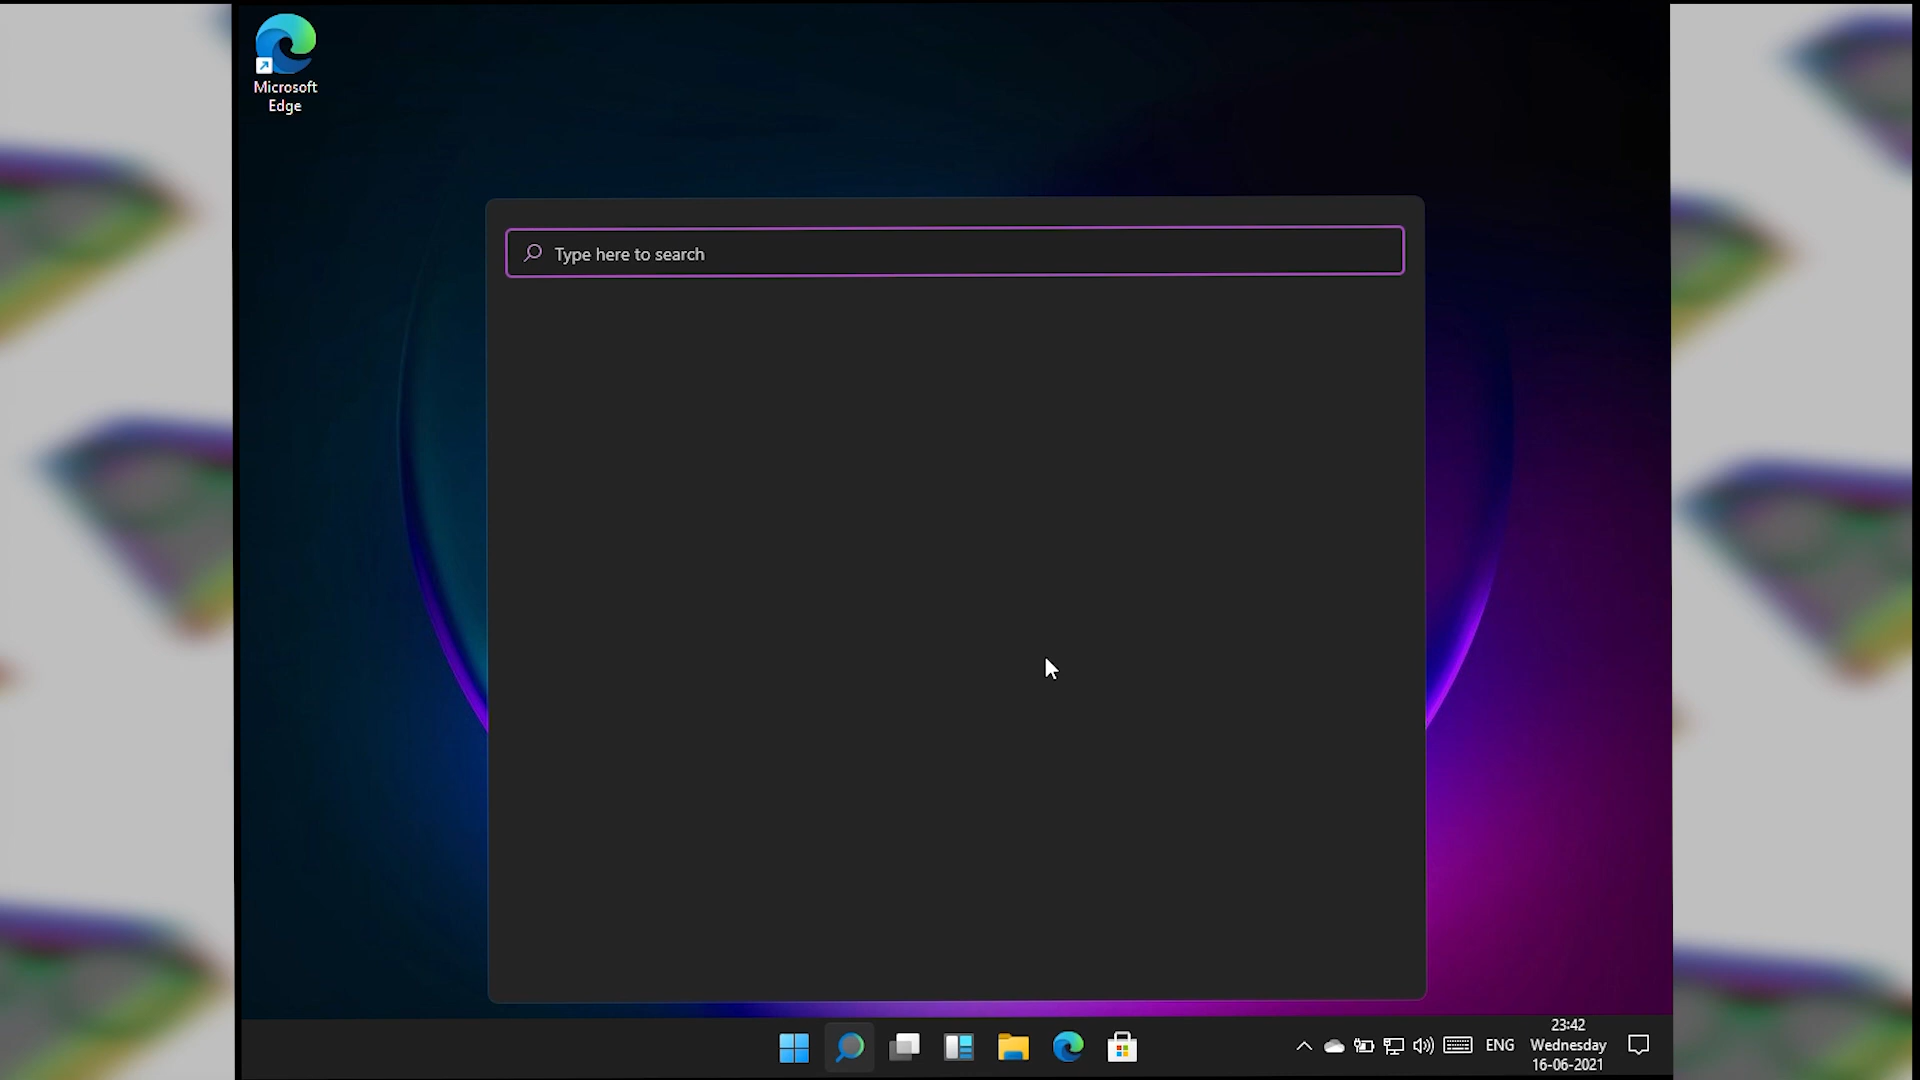 Microsoft
Edge
Type here to search
ENG
23:42
Wednesday
16-06-2021